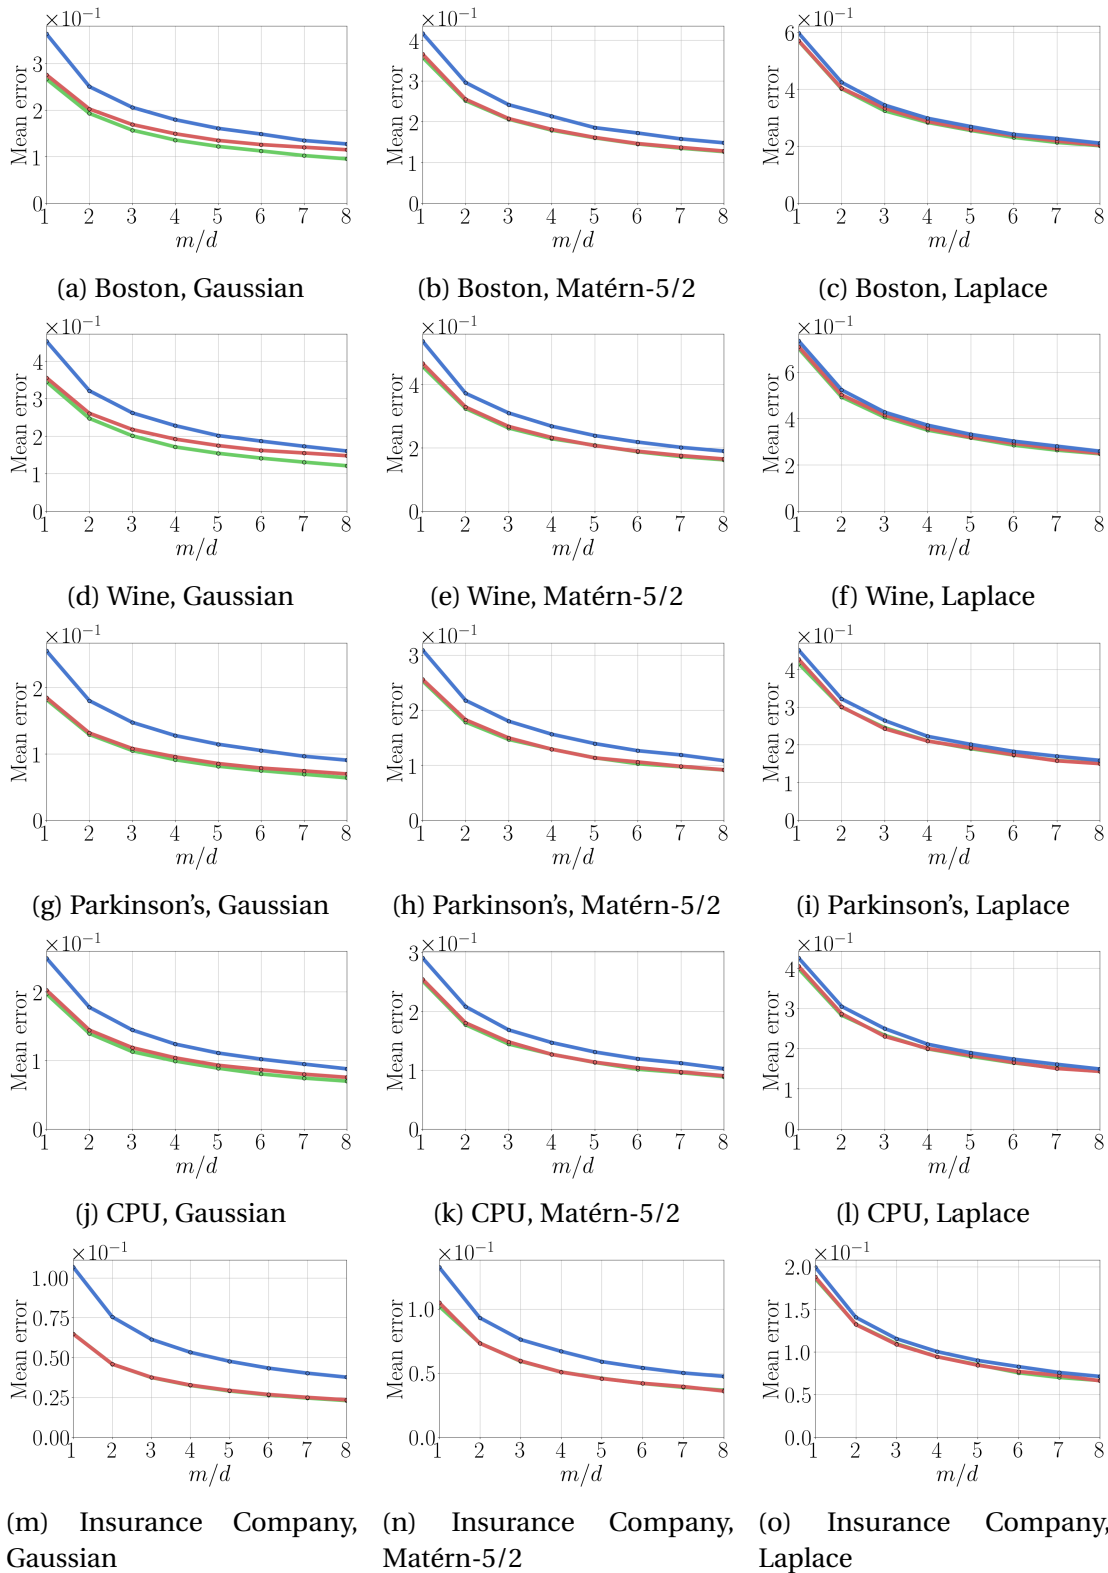 ×10⁻¹ ×10⁻¹ ×10⁻¹
Mean error 0 1 2 3
1 2 3 4 5 6 7 8
m/d
Mean error 0 1 2 3 4
1 2 3 4 5 6 7 8
m/d
Mean error 0 2 4 6
1 2 3 4 5 6 7 8
m/d
(a) Boston, Gaussian
(b) Boston, Matérn-5/2
(c) Boston, Laplace
×10⁻¹ ×10⁻¹ ×10⁻¹
Mean error 0 1 2 3 4
1 2 3 4 5 6 7 8
m/d
Mean error 0 2 4
1 2 3 4 5 6 7 8
m/d
Mean error 0 2 4 6
1 2 3 4 5 6 7 8
m/d
(d) Wine, Gaussian
(e) Wine, Matérn-5/2
(f) Wine, Laplace
×10⁻¹ ×10⁻¹ ×10⁻¹
Mean error 0 1 2
1 2 3 4 5 6 7 8
m/d
Mean error 0 1 2 3
1 2 3 4 5 6 7 8
m/d
Mean error 0 1 2 3 4
1 2 3 4 5 6 7 8
m/d
(g) Parkinson's, Gaussian
(h) Parkinson's, Matérn-5/2
(i) Parkinson's, Laplace
×10⁻¹ ×10⁻¹ ×10⁻¹
Mean error 0 1 2
1 2 3 4 5 6 7 8
m/d
Mean error 0 1 2 3
1 2 3 4 5 6 7 8
m/d
Mean error 0 1 2 3 4
1 2 3 4 5 6 7 8
m/d
(j) CPU, Gaussian
(k) CPU, Matérn-5/2
(l) CPU, Laplace
×10⁻¹ ×10⁻¹ ×10⁻¹
Mean error 0.00 0.25 0.50 0.75 1.00
1 2 3 4 5 6 7 8
m/d
Mean error 0.0 0.5 1.0
1 2 3 4 5 6 7 8
m/d
Mean error 0.0 0.5 1.0 1.5 2.0
1 2 3 4 5 6 7 8
m/d
(m) Insurance Company,
Gaussian
(n) Insurance Company,
Matérn-5/2
(o) Insurance Company,
Laplace